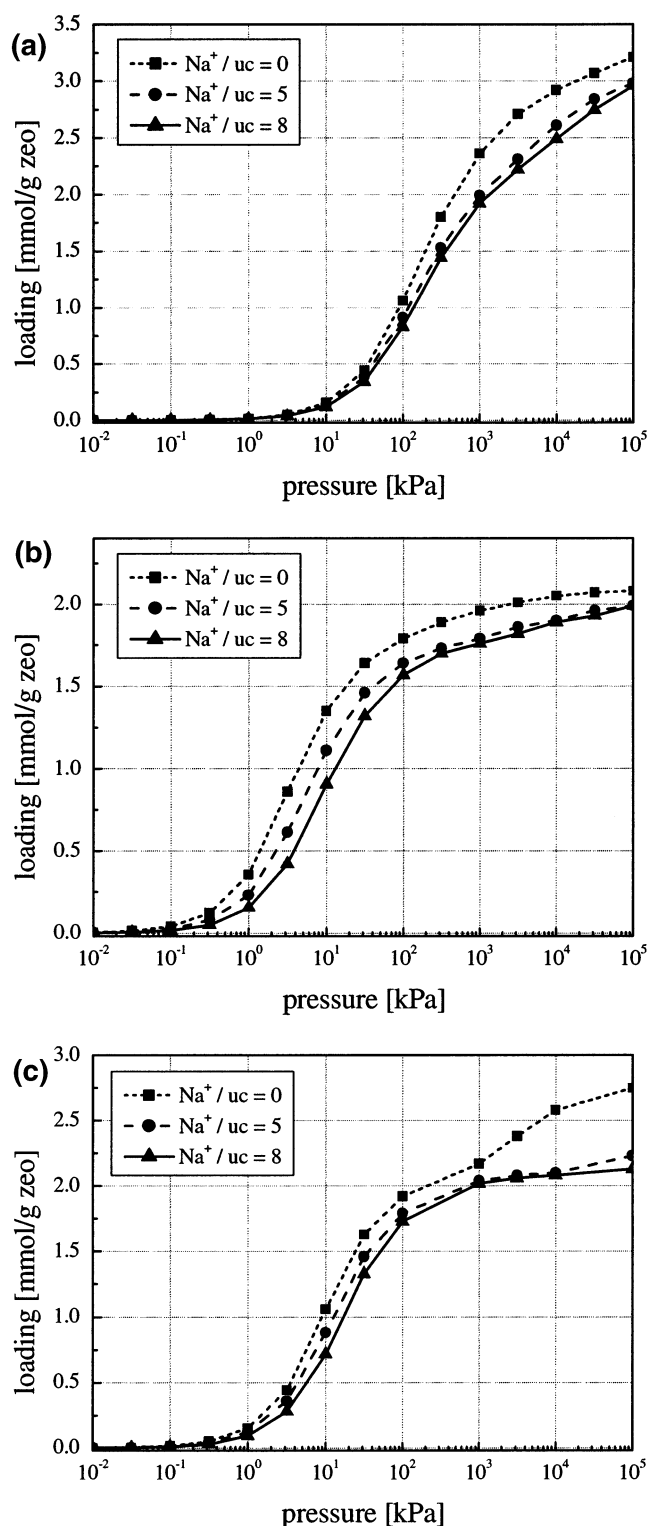 (a)
Na⁺ / uc = 0
Na⁺ / uc = 5
Na⁺ / uc = 8
loading [mmol/g zeo]
3.5
3.0
2.5
2.0
1.5
1.0
0.5
0.0
10⁻² 10⁻¹ 10⁰ 10¹ 10² 10³ 10⁴ 10⁵
pressure [kPa]
(b)
Na⁺ / uc = 0
Na⁺ / uc = 5
Na⁺ / uc = 8
loading [mmol/g zeo]
2.0
1.5
1.0
0.5
0.0
10⁻² 10⁻¹ 10⁰ 10¹ 10² 10³ 10⁴ 10⁵
pressure [kPa]
(c)
Na⁺ / uc = 0
Na⁺ / uc = 5
Na⁺ / uc = 8
loading [mmol/g zeo]
3.0
2.5
2.0
1.5
1.0
0.5
0.0
10⁻² 10⁻¹ 10⁰ 10¹ 10² 10³ 10⁴ 10⁵
pressure [kPa]